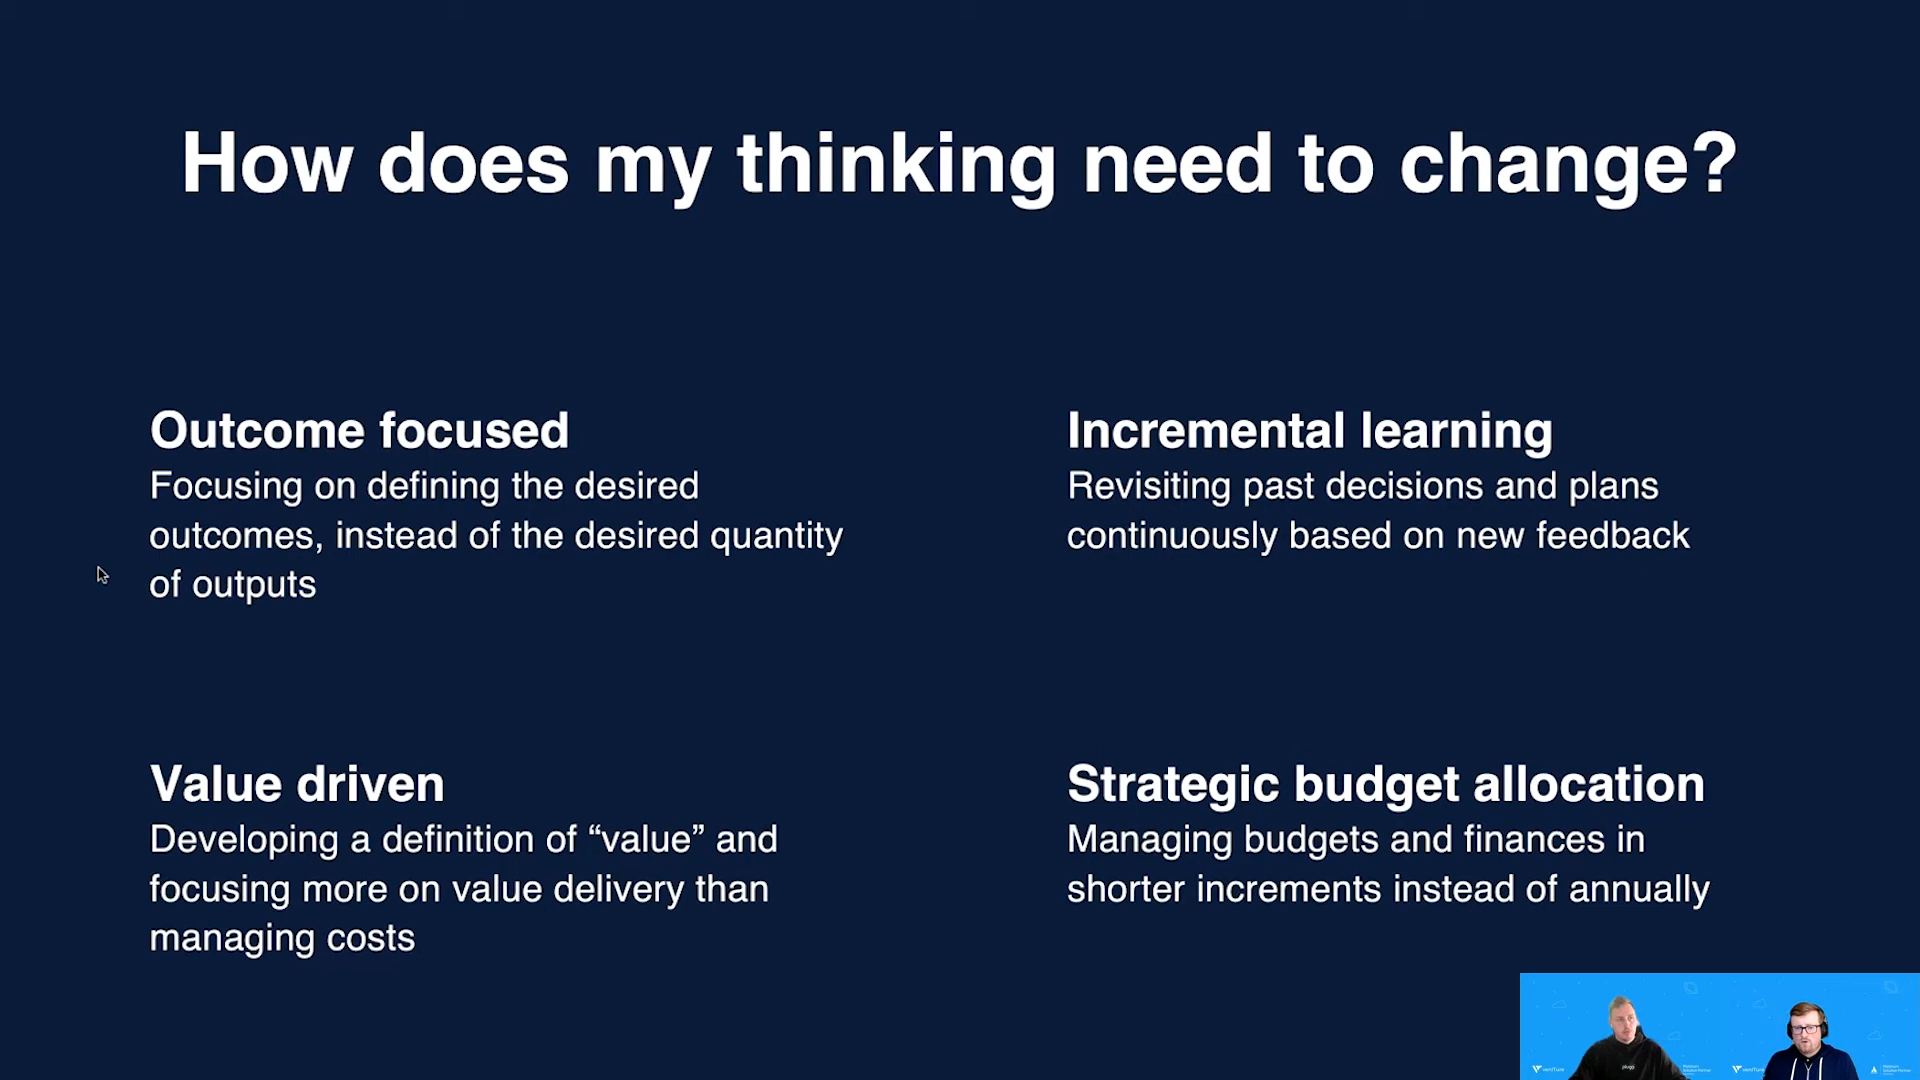 How does my thinking need to change?
Outcome focused
Focusing on defining the desired
outcomes, instead of the desired quantity
of outputs
Incremental learning
Revisiting past decisions and plans
continuously based on new feedback
Value driven
Developing a definition of “value” and
focusing more on value delivery than
managing costs
Strategic budget allocation
Managing budgets and finances in
shorter increments instead of annually